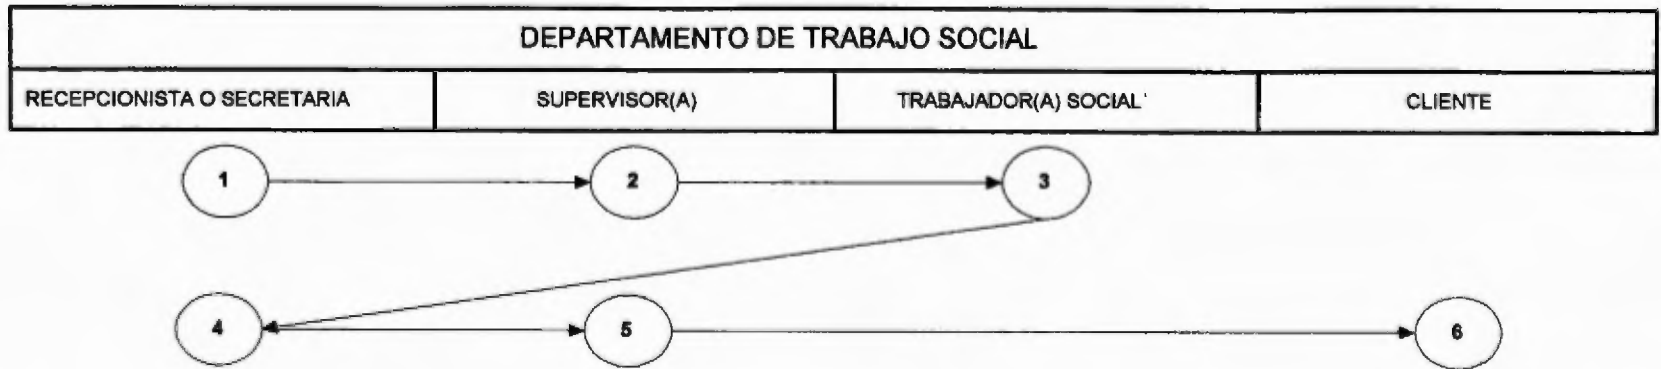 DEPARTAMENTO DE TRABAJO SOCIAL
RECEPCIONISTA O SECRETARIA SUPERVISOR(A) TRABAJADOR(A) SOCIAL CLIENTE
1 2 3
4 5 6